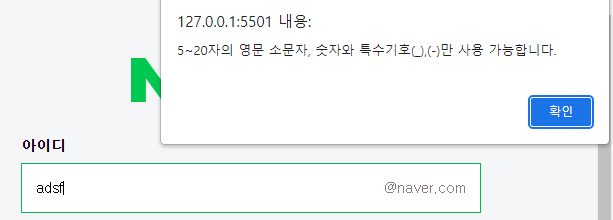 127.0.0.1:5501 내용:
5~20자의 영문 소문자, 숫자와 특수기호(_),(-)만 사용 가능합니다.
확인
아이디
adsf
@naver.com